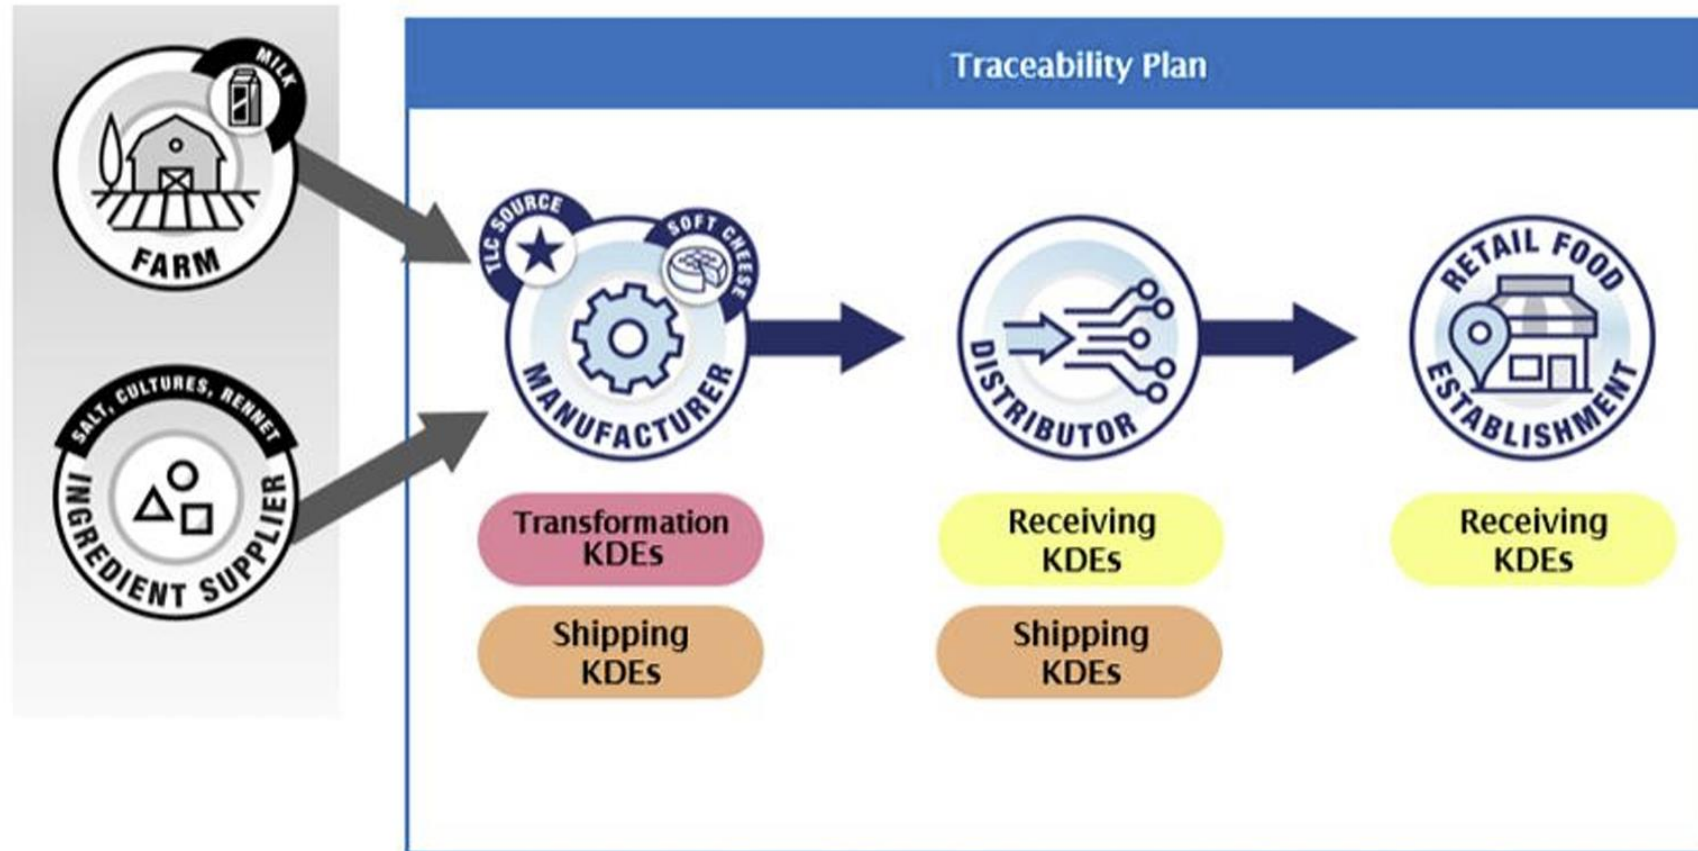 Traceability Plan
MILK
FARM
SALT, CULTURES, RENNET
INGREDIENT SUPPLIER
TLC SOURCE
SOFT CHEESE
MANUFACTURER
DISTRIBUTOR
RETAIL FOOD
ESTABLISHMENT
Transformation
KDEs
Shipping
KDEs
Receiving
KDEs
Shipping
KDEs
Receiving
KDEs